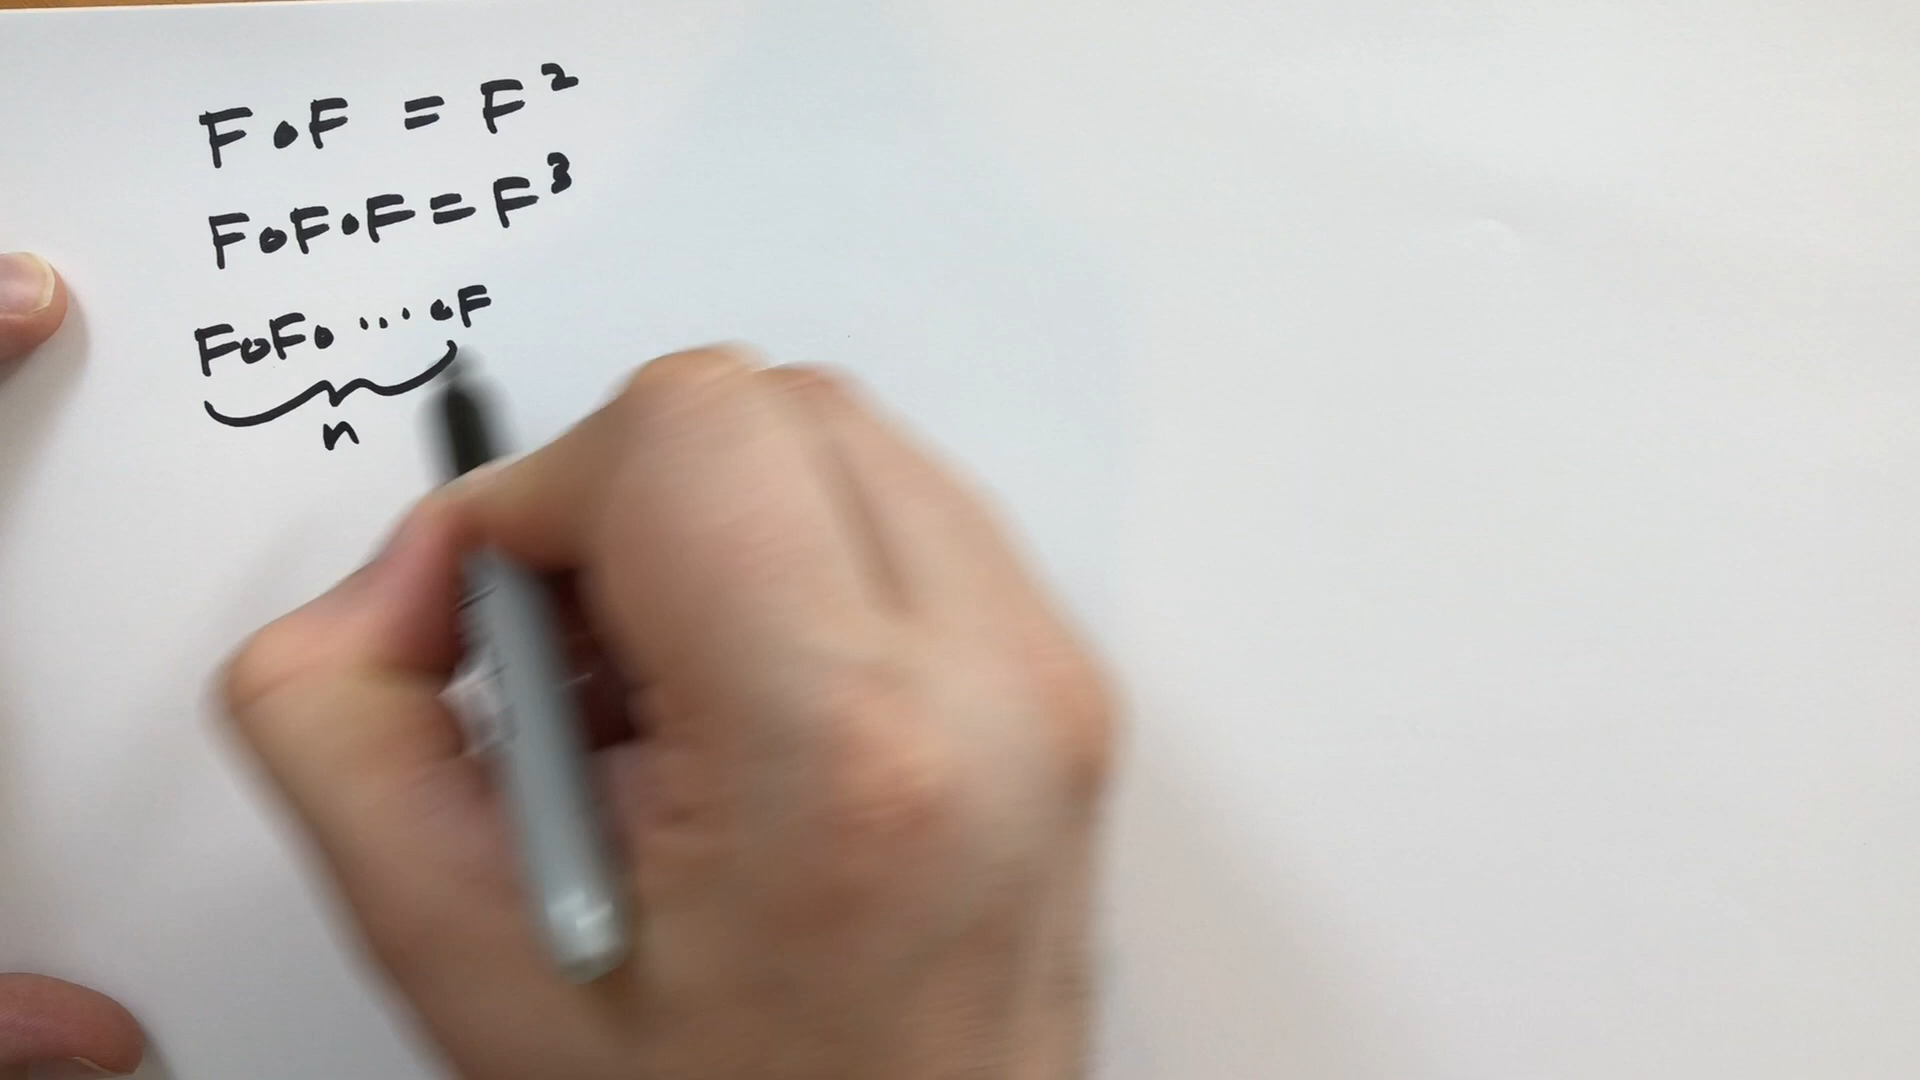 F∘F = F²
F∘F∘F = F³
F∘F∘ ... ∘F
n